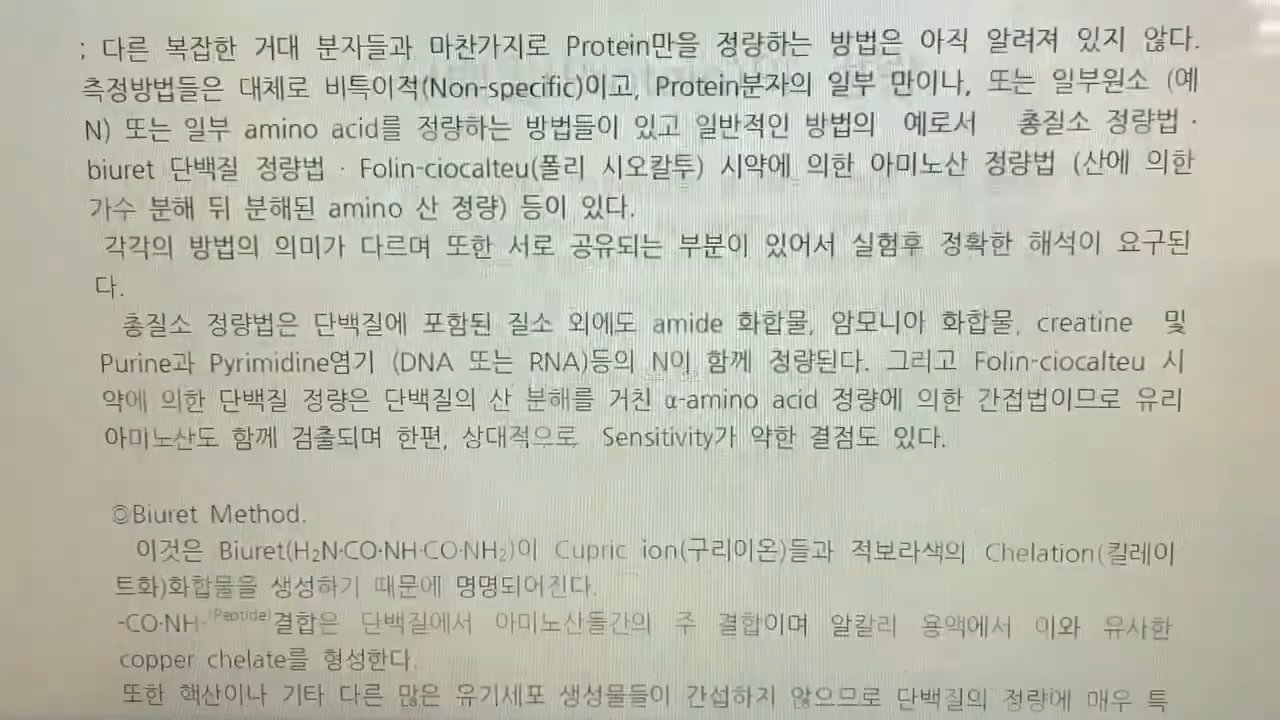 ; 다른 복잡한 거대 분자들과 마찬가지로 Protein만을 정량하는 방법은 아직 알려져 있지 않다.
측정방법들은 대체로 비특이적(Non-specific)이고, Protein분자의 일부 만이나, 또는 일부원소 (예
N) 또는 일부 amino acid를 정량하는 방법들이 있고 일반적인 방법의 예로서 총질소 정량법 ·
biuret 단백질 정량법 · Folin-ciocalteu(폴리 시오칼투) 시약에 의한 아미노산 정량법 (산에 의한
가수 분해 뒤 분해된 amino 산 정량) 등이 있다.
각각의 방법의 의미가 다르며 또한 서로 공유되는 부분이 있어서 실험후 정확한 해석이 요구된
다.
총질소 정량법은 단백질에 포함된 질소 외에도 amide 화합물, 암모니아 화합물, creatine 및
Purine과 Pyrimidine염기 (DNA 또는 RNA)등의 N이 함께 정량된다. 그리고 Folin-ciocalteu 시
약에 의한 단백질 정량은 단백질의 산 분해를 거친 α-amino acid 정량에 의한 간접법이므로 유리
아미노산도 함께 검출되며 한편, 상대적으로 Sensitivity가 약한 결점도 있다.
◎Biuret Method.
이것은 Biuret(H₂N·CO·NH·CO·NH₂)이 Cupric ion(구리이온)들과 적보라색의 Chelation(킬레이
트화)화합물을 생성하기 때문에 명명되어진다.
-CO·NH-(Peptide)결합은 단백질에서 아미노산들간의 주 결합이며 알칼리 용액에서 이와 유사한
copper chelate를 형성한다.
또한 핵산이나 기타 다른 많은 유기세포 생성물들이 간섭하지 않으므로 단백질의 정량에 매우 특